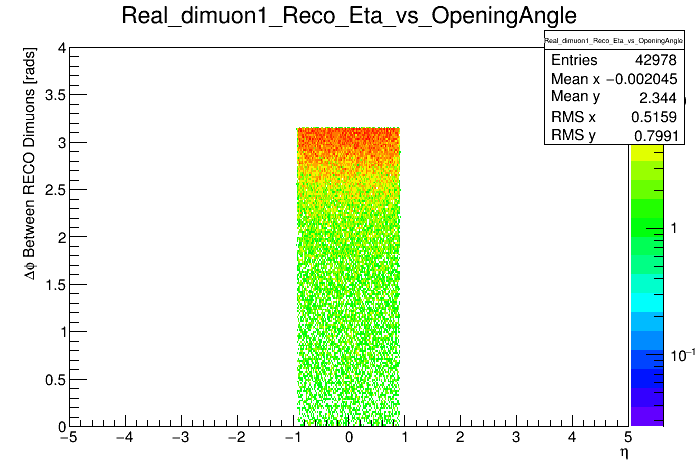 Real_dimuon1_Reco_Eta_vs_OpeningAngle
Real_dimuon1_Reco_Eta_vs_OpeningAngle
Entries 42978
Mean x −0.002045
Mean y 2.344
RMS x 0.5159
RMS y 0.7991
Δϕ Between RECO Dimuons [rads]
4
3.5
3
2.5
2
1.5
1
0.5
0
−5 −4 −3 −2 −1 0 1 2 3 4 5
η
1
10⁻¹